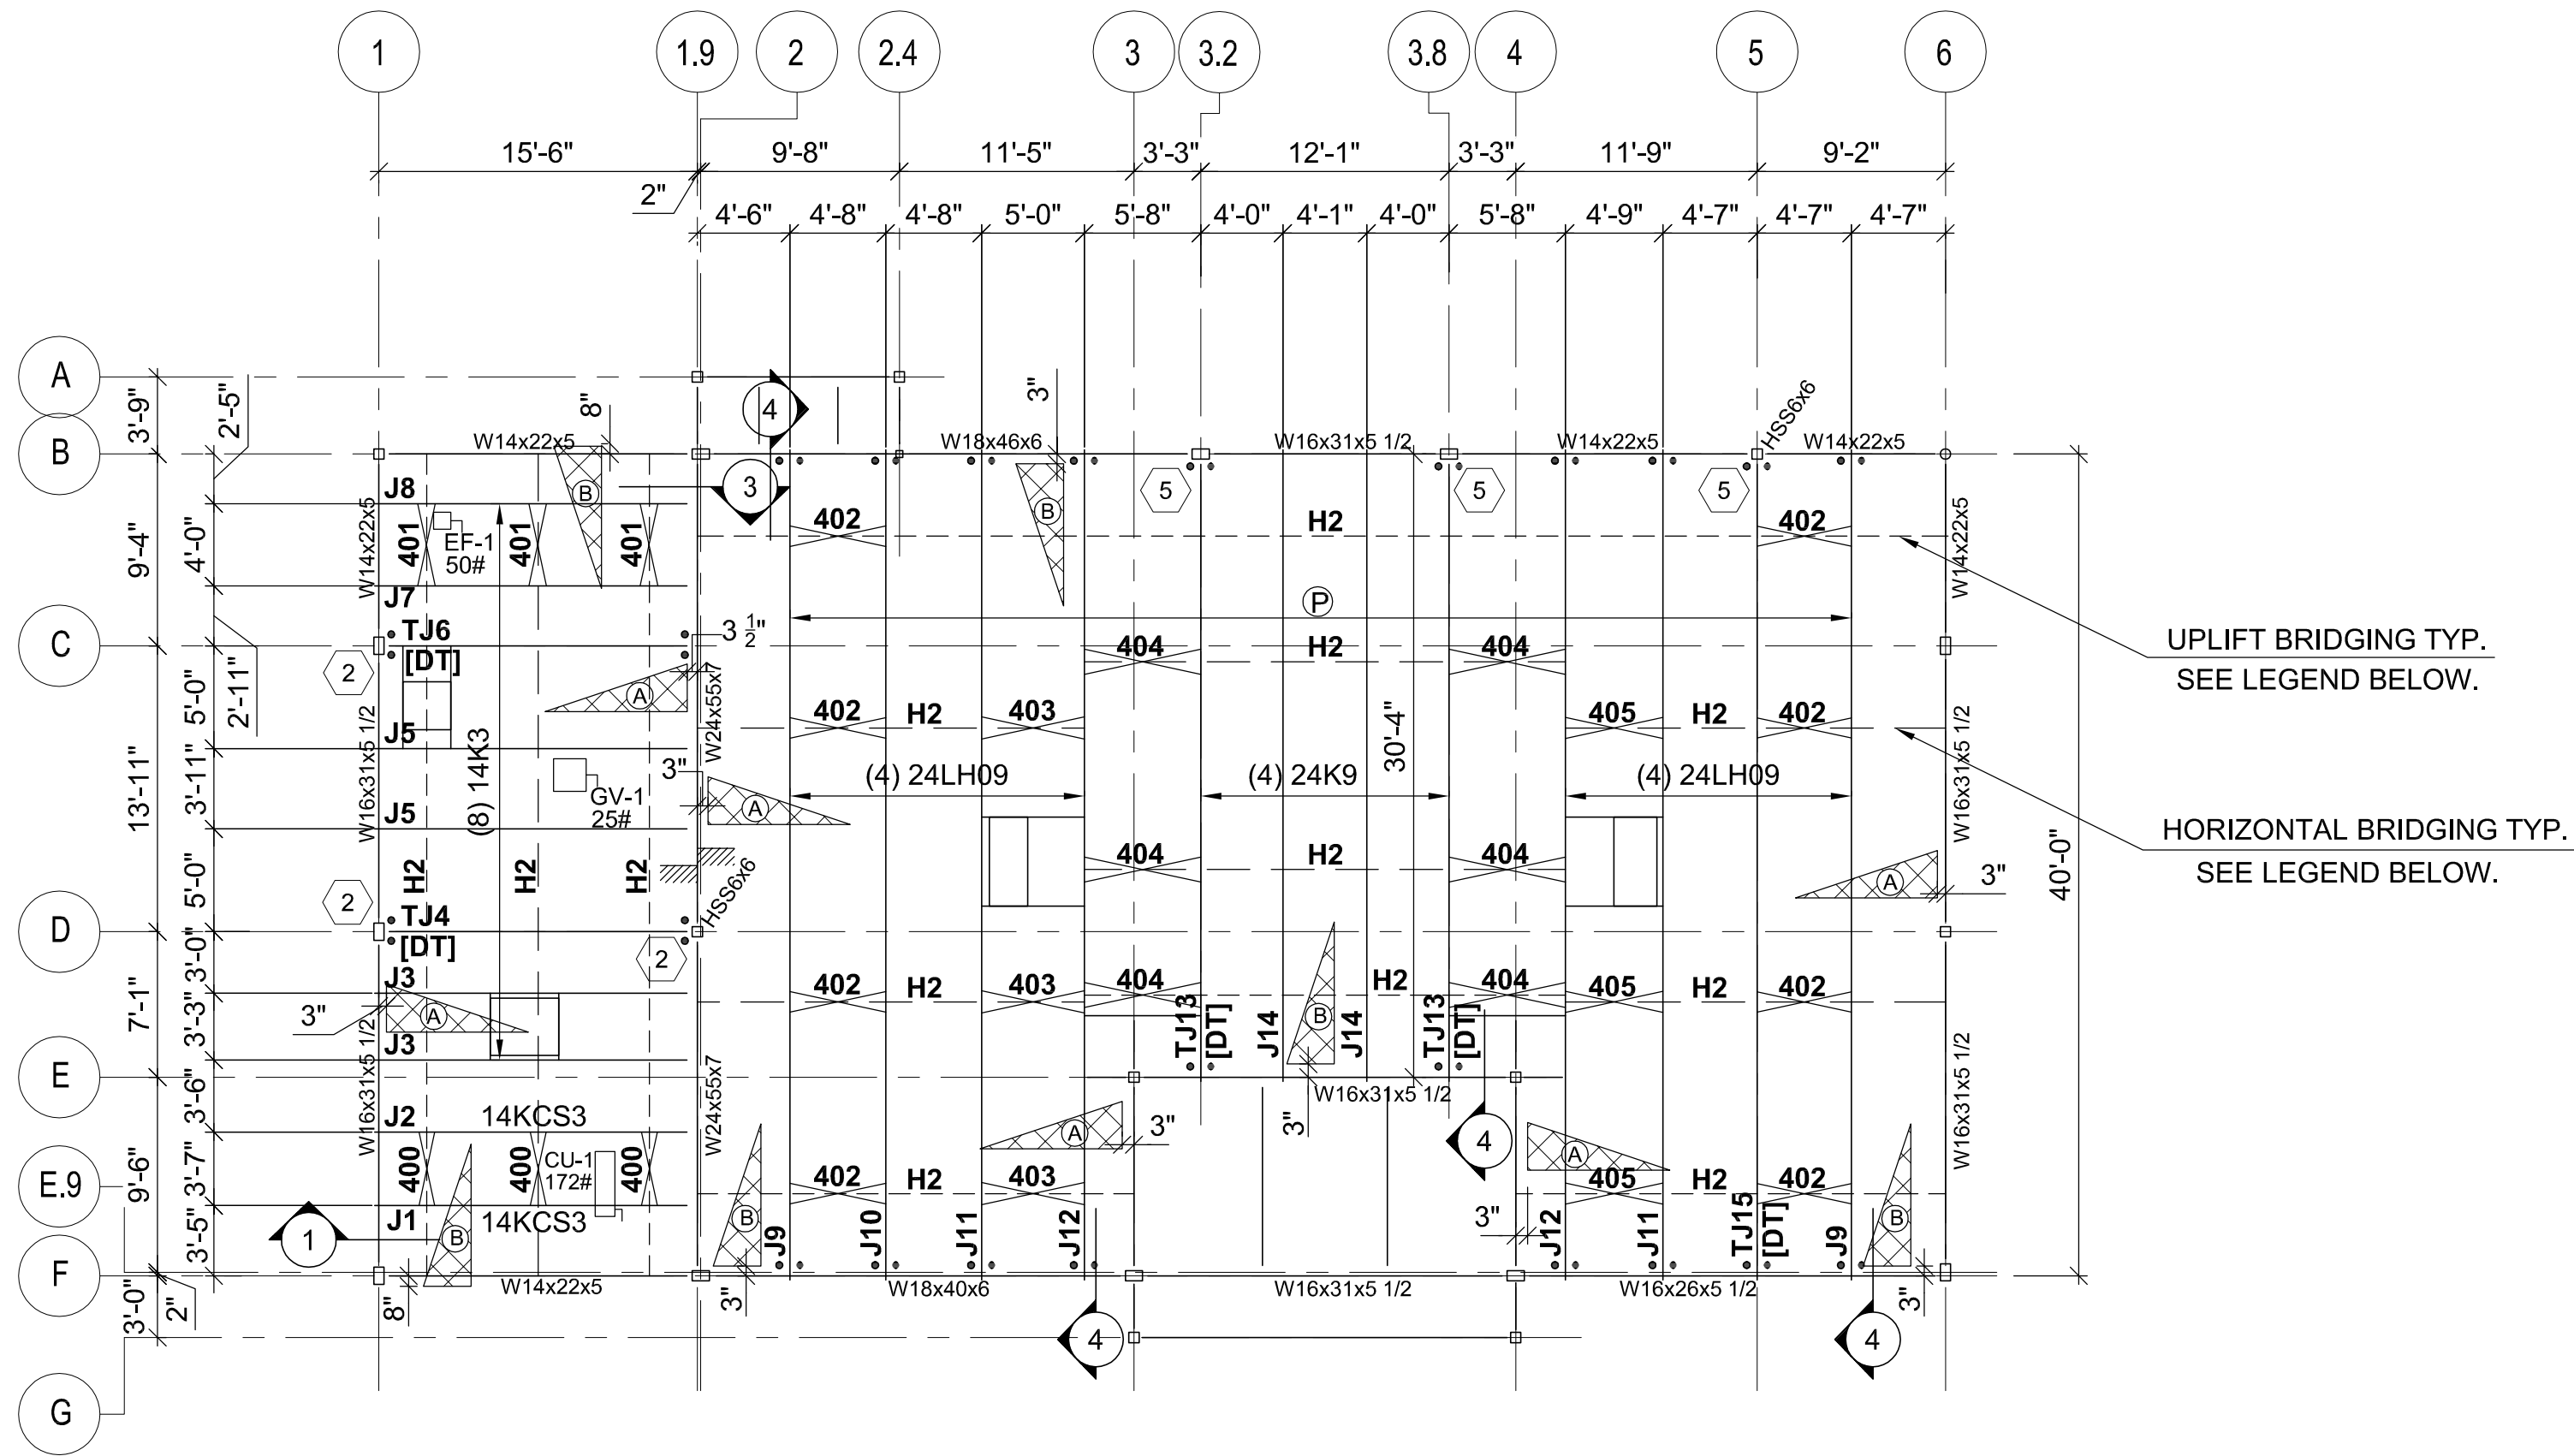 1 1.9 2 2.4 3 3.2 3.8 4 5 6
15'-6" 9'-8" 11'-5" 3'-3" 12'-1" 3'-3" 11'-9" 9'-2"
2"
4'-6" 4'-8" 4'-8" 5'-0" 5'-8" 4'-0" 4'-1" 4'-0" 5'-8" 4'-9" 4'-7" 4'-7" 4'-7"
A
3'-9"
2'-5"
8"
4
3"
HSS6x6
B
W14x22x5 W18x46x6 W16x31x5 1/2 W14x22x5 W14x22x5
J8
B
3
B
5 5 5
9'-4"
4'-0"
W14x22x5
401 401 401
EF-1
50#
402 H2 402
W14x22x5
J7
P
C
TJ6
[DT]
2
3 1/2"
404 H2 404
UPLIFT BRIDGING TYP.
SEE LEGEND BELOW.
2'-11"
5'-0"
A
W24x55x7
402 H2 403 405 H2 402
J5
13'-11"
3'-11"
W16x31x5 1/2
(8) 14K3
3"
30'-4"
(4) 24LH09 (4) 24K9 (4) 24LH09
GV-1
25#
A
J5
W16x31x5 1/2
HORIZONTAL BRIDGING TYP.
SEE LEGEND BELOW.
40'-0"
5'-0"
H2 H2 H2
404 H2 404
A
3"
2
HSS6x6
D
TJ4
[DT]
2
3'-0"
J3
402 H2 403 404 H2 404 405 H2 402
7'-1"
3'-3"
3"
A
TJ13
[DT]
J14
B
J14
TJ13
[DT]
J3
W16x31x5 1/2
W24x55x7
E
W16x31x5 1/2
W16x31x5 1/2
3'-6"
J2 14KCS3
3"
A
3"
4
A
E.9
9'-6"
3'-7"
400 400 400
CU-1
172#
402 H2 403 405 H2 402
3"
J1 14KCS3
1
B
B
J9 J10 J11 J12 J12 J11
TJ15
[DT]
J9
B
3'-5"
F
W14x22x5 W18x40x6 W16x31x5 1/2 W16x26x5 1/2
3'-0"
2"
8"
3"
3"
4 4
G